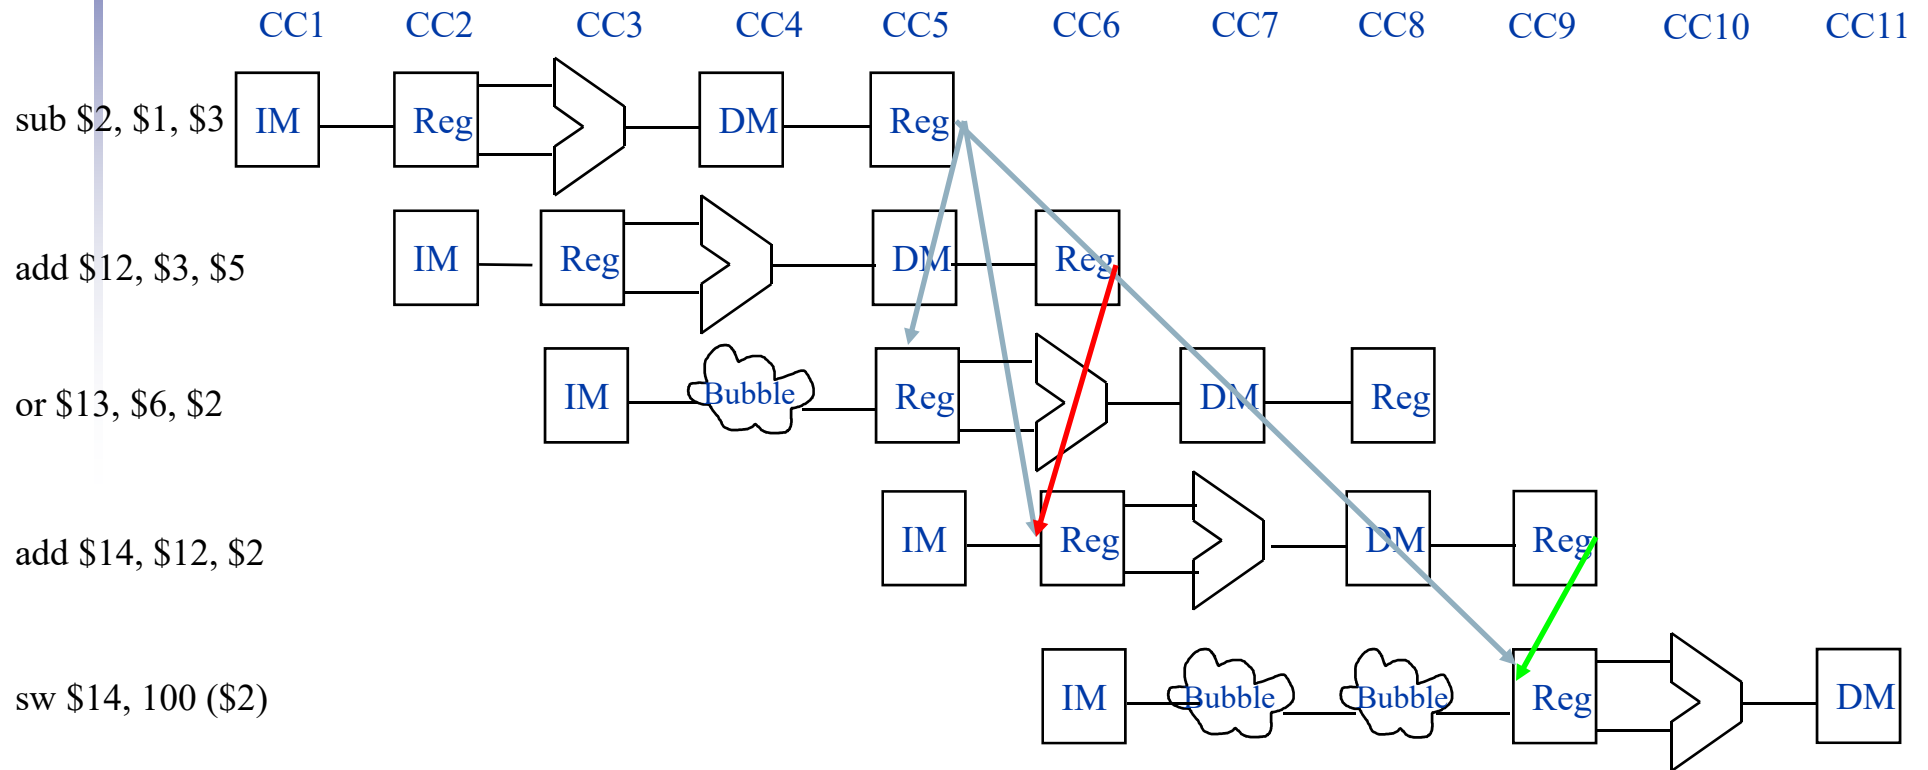 CC1 CC2 CC3 CC4 CC5 CC6 CC7 CC8 CC9 CC10 CC11
sub $2, $1, $3 IM Reg DM Reg
add $12, $3, $5 IM Reg DM Reg
or $13, $6, $2 IM Bubble Reg DM Reg
add $14, $12, $2 IM Reg DM Reg
sw $14, 100 ($2) IM Bubble Bubble Reg DM